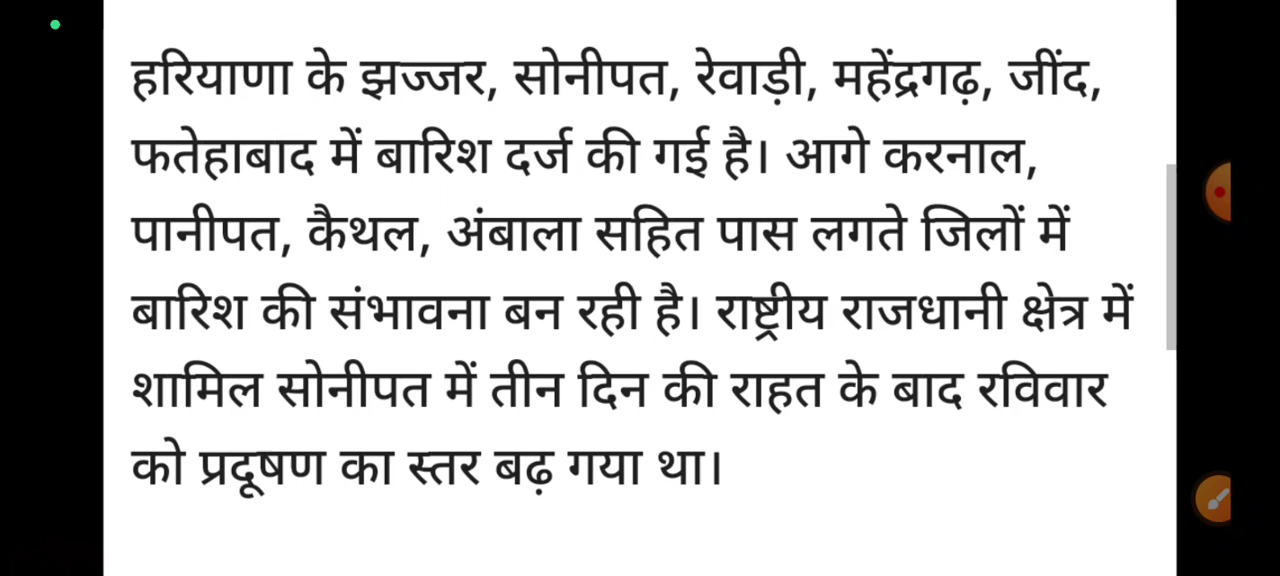 हरियाणा के झज्जर, सोनीपत, रेवाड़ी, महेंद्रगढ़, जींद,
फतेहाबाद में बारिश दर्ज की गई है। आगे करनाल,
पानीपत, कैथल, अंबाला सहित पास लगते जिलों में
बारिश की संभावना बन रही है। राष्ट्रीय राजधानी क्षेत्र में
शामिल सोनीपत में तीन दिन की राहत के बाद रविवार
को प्रदूषण का स्तर बढ़ गया था।